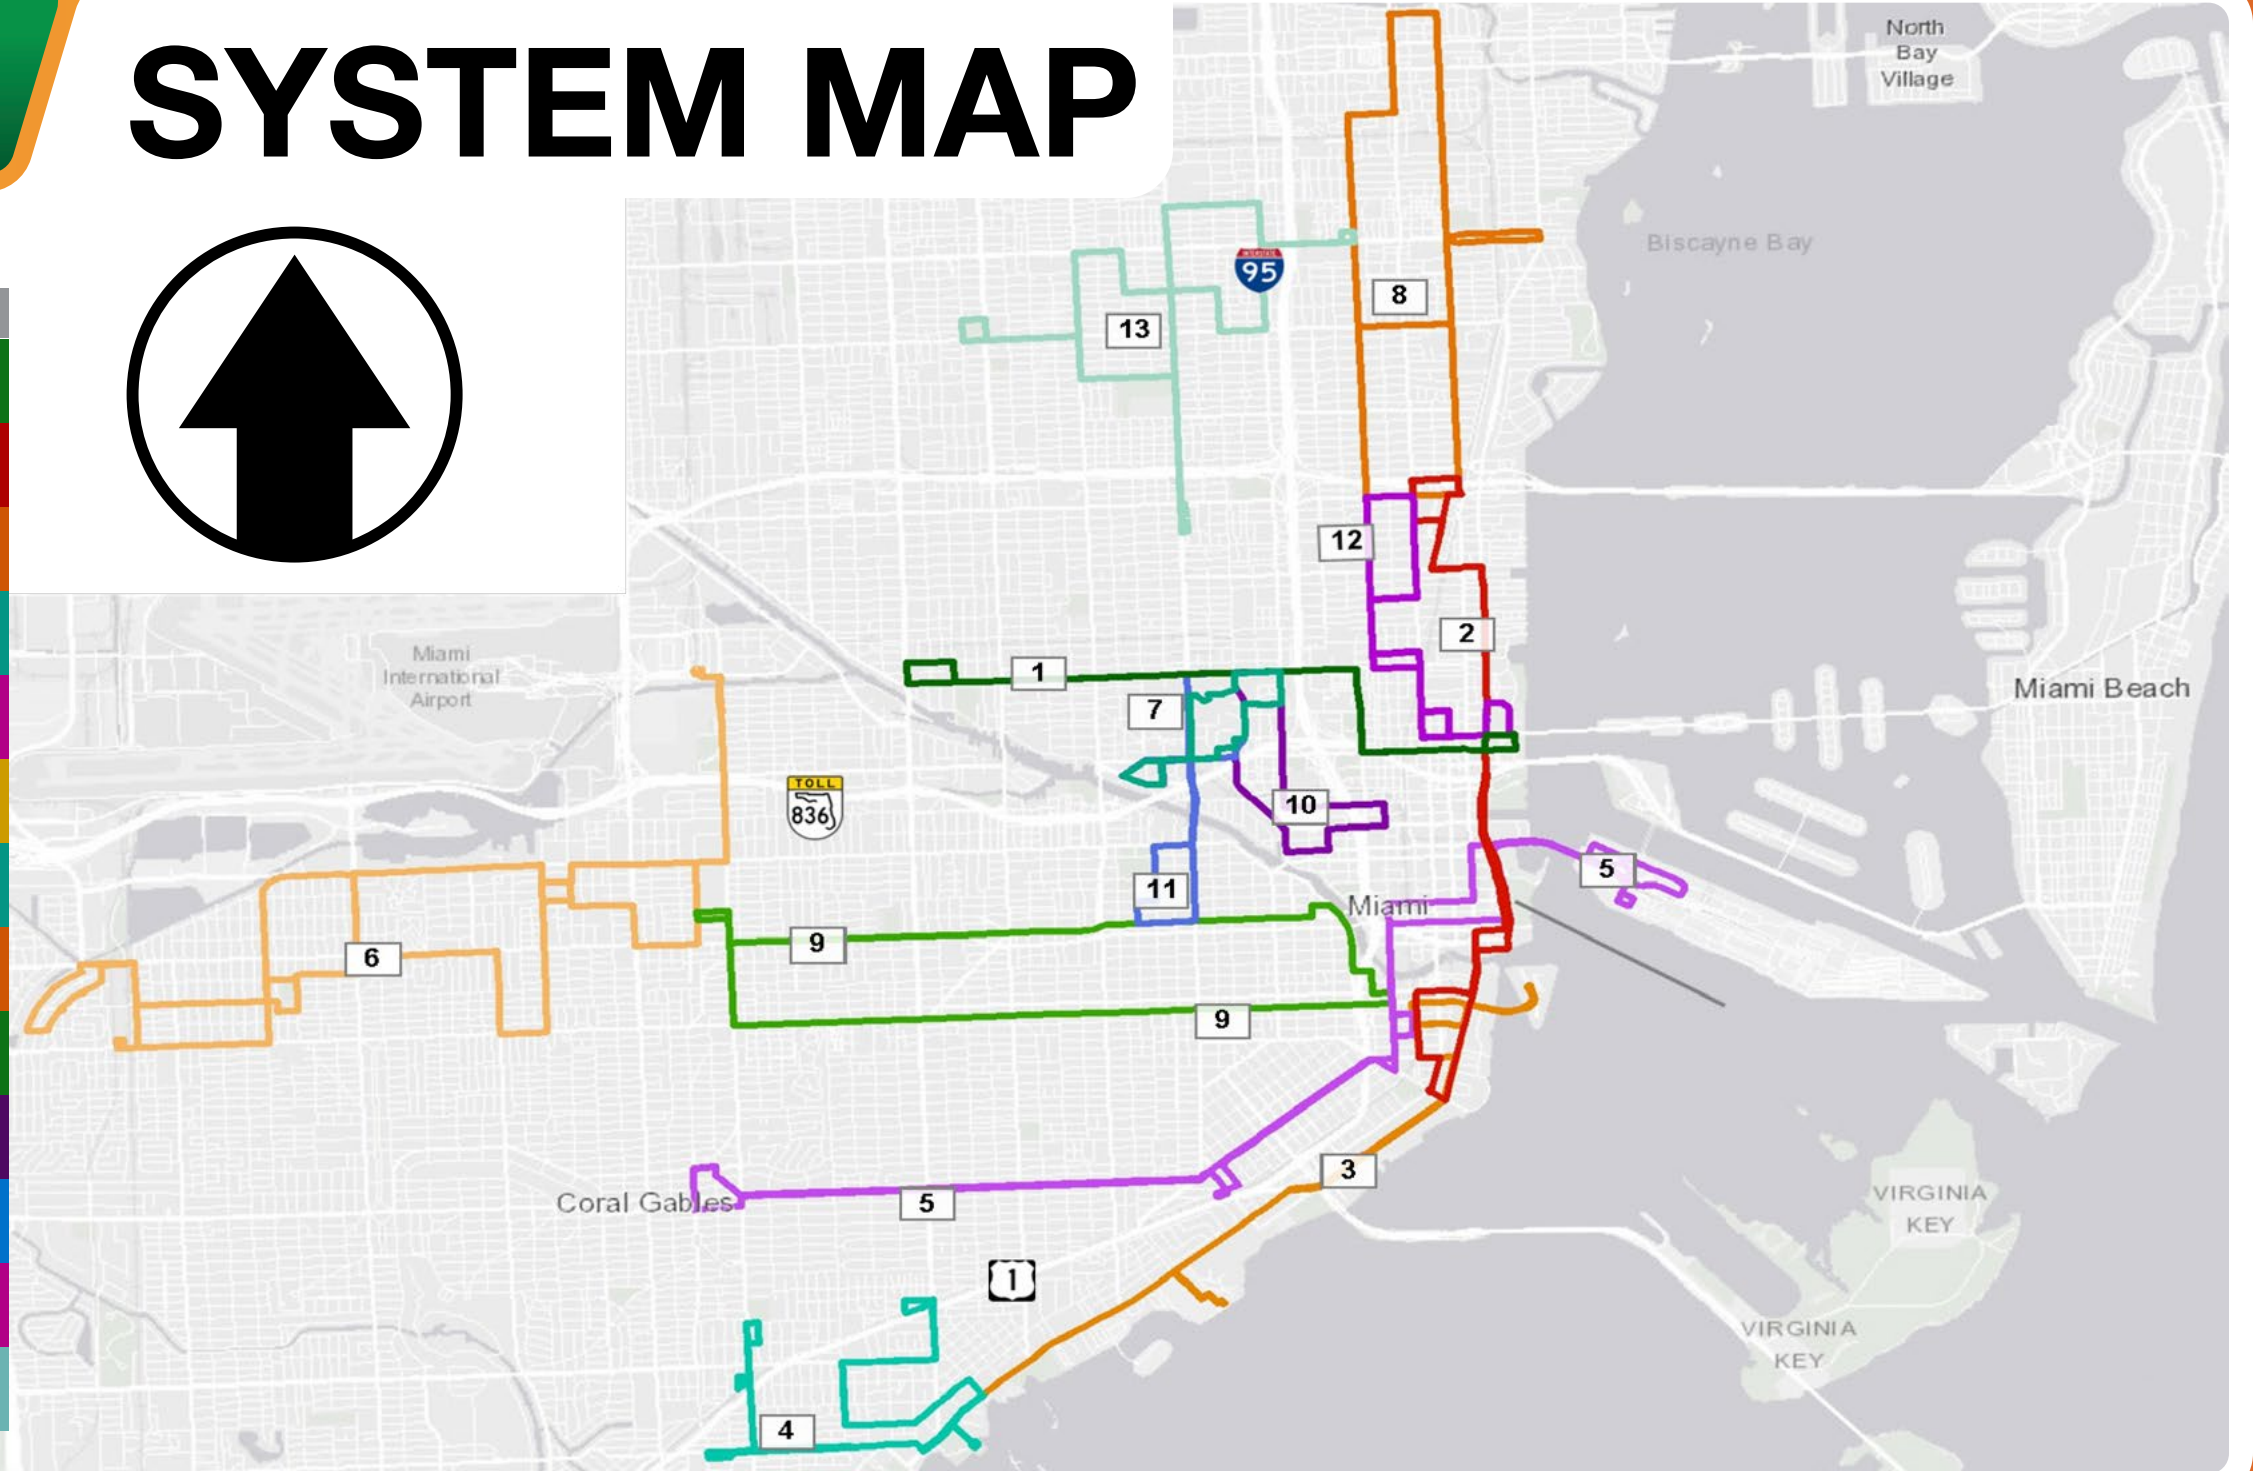 SYSTEM MAP
North
Bay
Village
Biscayne Bay
INTERSTATE
95
8
13
12
2
Miami
International
Airport
1
7
Miami Beach
TOLL
836
10
11
5
Miami
9
6
9
3
Coral Gables
5
VIRGINIA
KEY
1
VIRGINIA
KEY
4